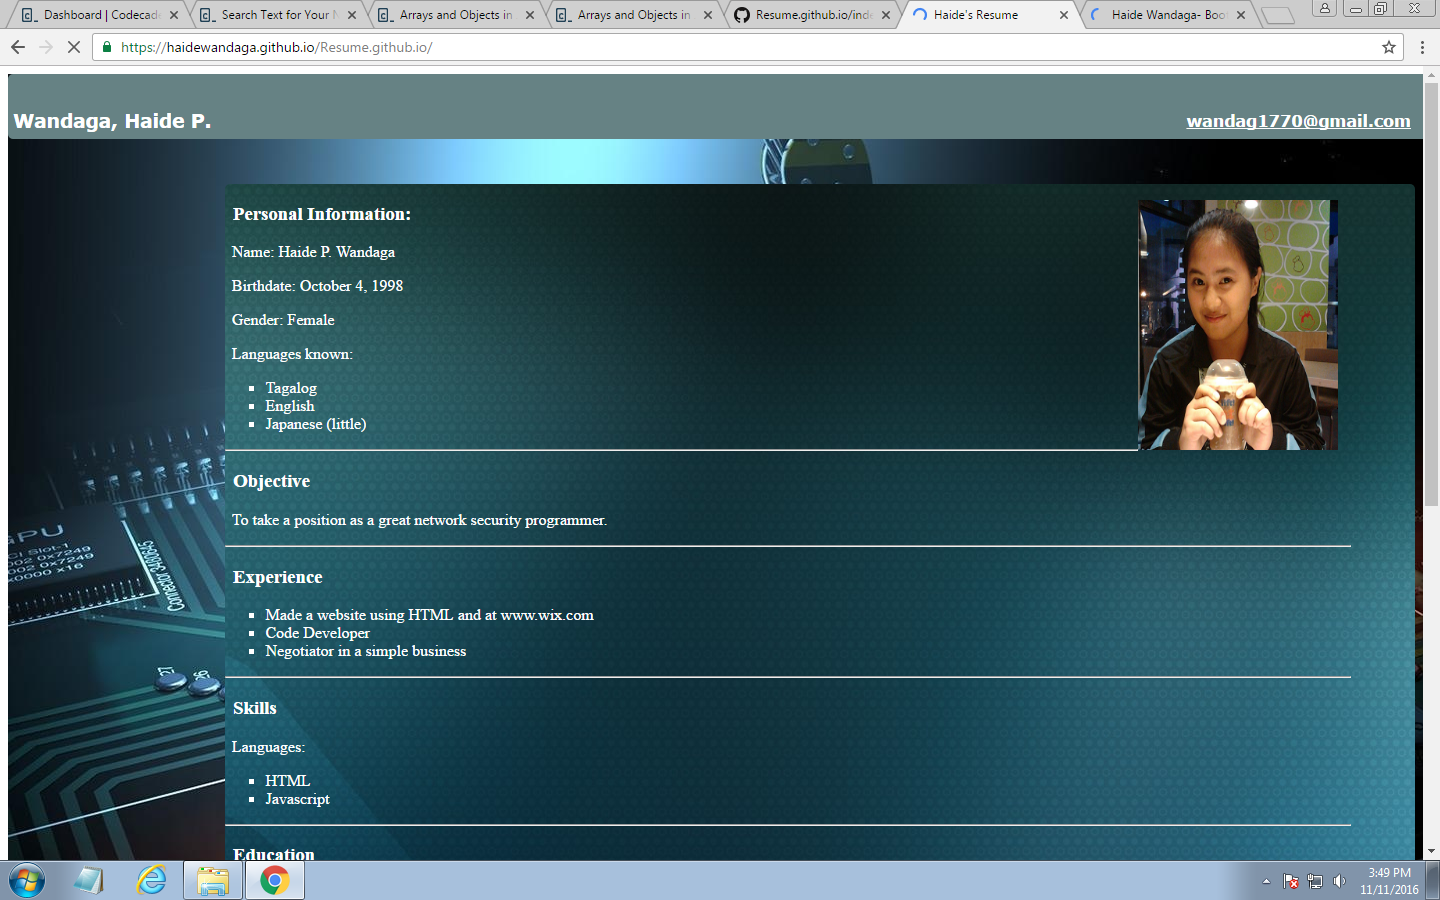 Dashboard | Codecad
Search Text for Your N
Arrays and Objects in
Arrays and Objects in
Resume.github.io/inde
Haide's Resume
Haide Wandaga- Boo
https://haidewandaga.github.io/Resume.github.io/
Wandaga, Haide P.
wandag1770@gmail.com
Personal Information:
Name: Haide P. Wandaga
Birthdate: October 4, 1998
Gender: Female
Languages known:
Tagalog
English
Japanese (little)
Objective
To take a position as a great network security programmer.
Experience
Made a website using HTML and at www.wix.com
Code Developer
Negotiator in a simple business
Skills
Languages:
HTML
Javascript
Education
GPU
CI Slot-1
002 0x7249
002 0x7249
0x0000 x16
Connector 3480645
3:49 PM
11/11/2016